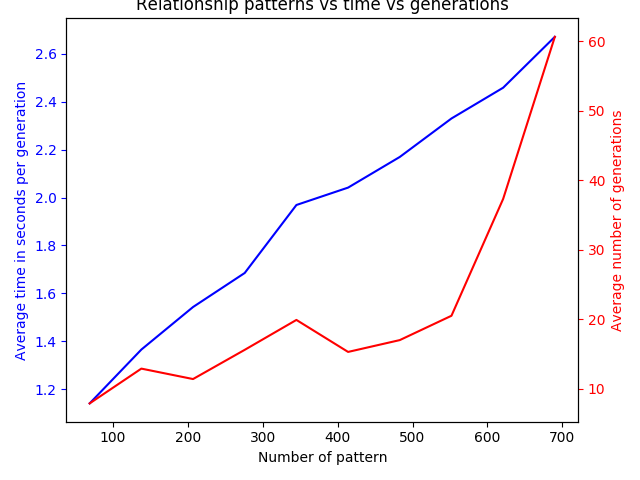 Relationship patterns vs time vs generations
2.6
2.4
2.2
2.0
1.8
1.6
1.4
1.2
Average time in seconds per generation
60
50
40
30
20
10
Average number of generations
100 200 300 400 500 600 700
Number of pattern